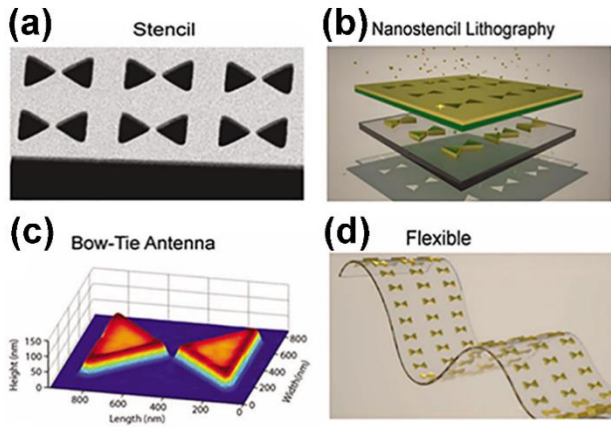 (a)
Stencil
(b)
Nanostencil Lithography
(c)
Bow-Tie Antenna
Height (nm)
150
100
50
0
800
600
400
200
0
Length (nm)
0
200
400
600
800
Width(nm)
(d)
Flexible